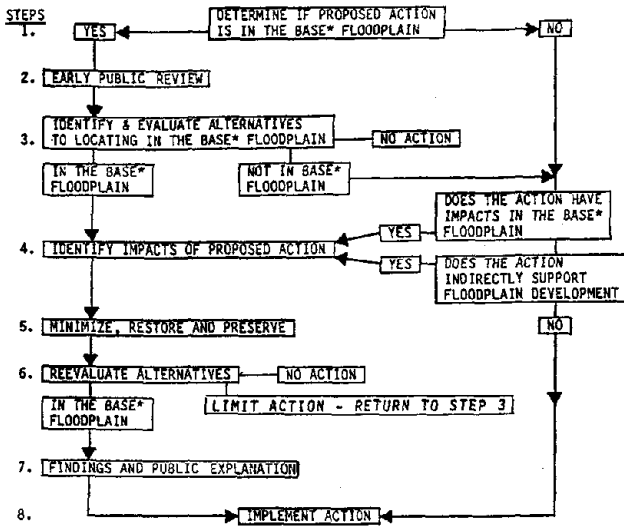 STEPS
DETERMINE IF PROPOSED ACTION
IS IN THE BASE* FLOODPLAIN
1.
YES
NO
2. EARLY PUBLIC REVIEW
3.
IDENTIFY & EVALUATE ALTERNATIVES
TO LOCATING IN THE BASE* FLOODPLAIN
NO ACTION
IN THE BASE*
FLOODPLAIN
NOT IN BASE*
FLOODPLAIN
DOES THE ACTION HAVE
IMPACTS IN THE BASE*
FLOODPLAIN
YES
4. IDENTIFY IMPACTS OF PROPOSED ACTION
YES
DOES THE ACTION
INDIRECTLY SUPPORT
FLOODPLAIN DEVELOPMENT
5. MINIMIZE, RESTORE AND PRESERVE
NO
6. REEVALUATE ALTERNATIVES
NO ACTION
IN THE BASE*
FLOODPLAIN
LIMIT ACTION - RETURN TO STEP 3
7. FINDINGS AND PUBLIC EXPLANATION
8. IMPLEMENT ACTION